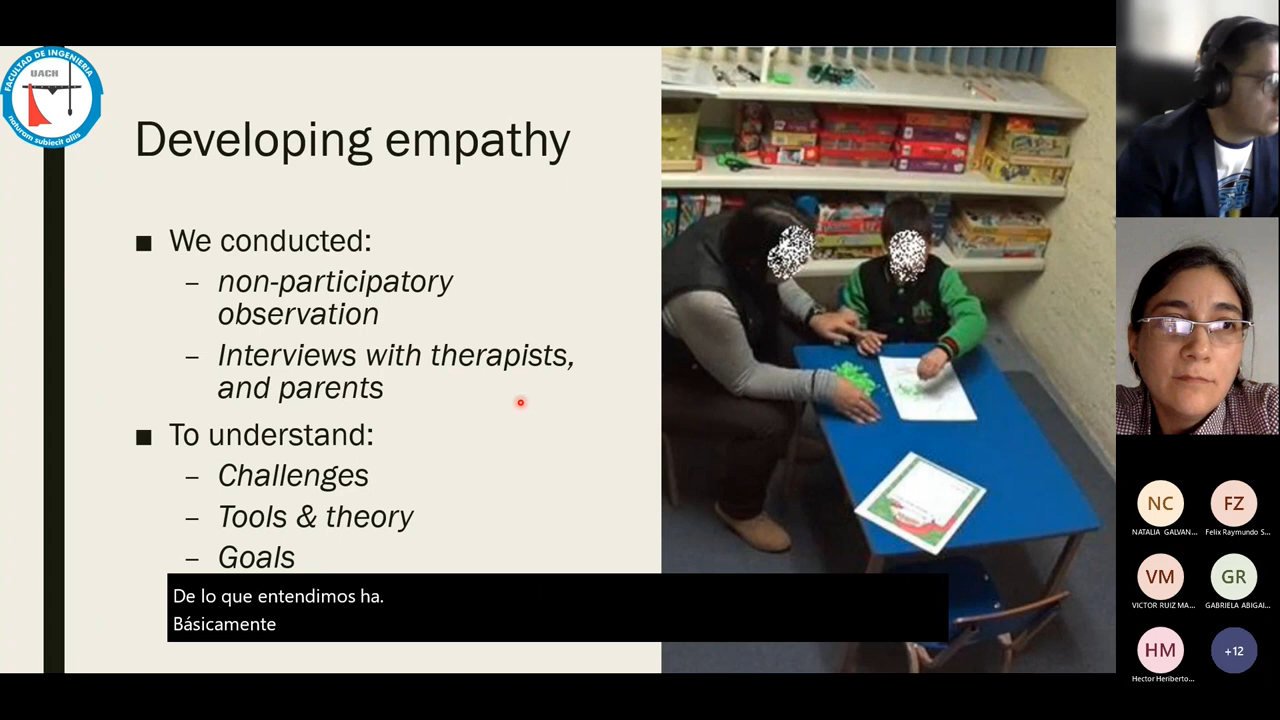 FACULTAD DE INGENIERIA
UACH
naturam subiecit aliis
Developing empathy
■ We conducted:
– non-participatory
observation
– Interviews with therapists,
and parents
■ To understand:
– Challenges
– Tools & theory
– Goals
De lo que entendimos ha.
Básicamente
NC
FZ
NATALIA GALVAN...
Felix Raymundo S...
VM
GR
VICTOR RUIZ MA...
GABRIELA ABIGAI...
HM
+12
Hector Heriberto...